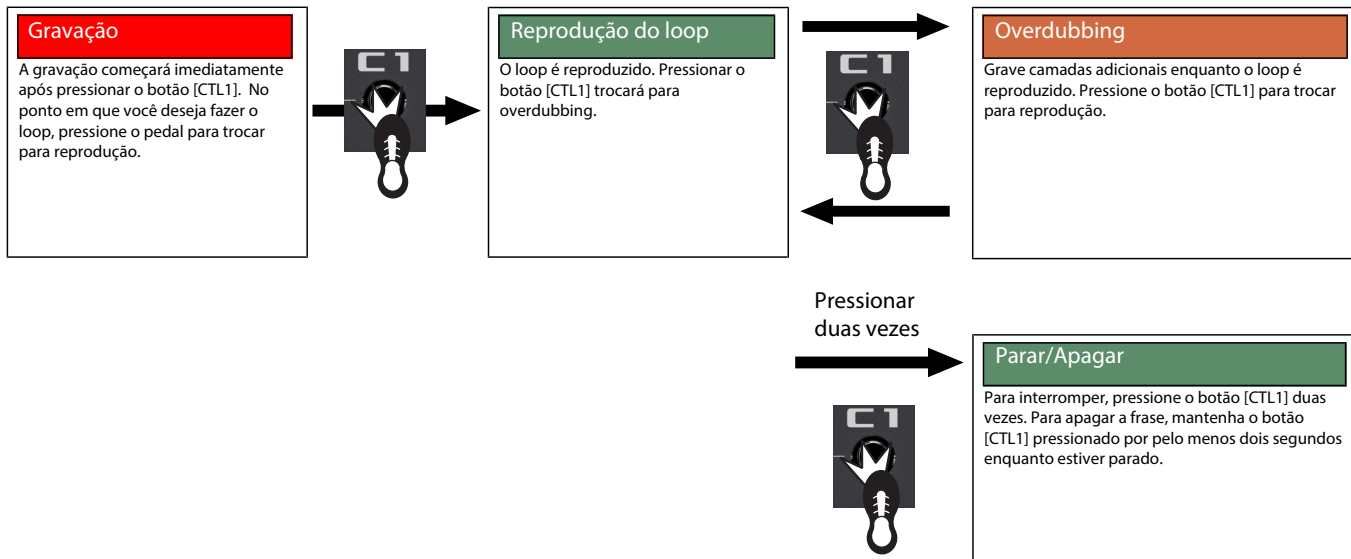 Gravação
A gravação começará imediatamente
após pressionar o botão [CTL1]. No
ponto em que você deseja fazer o
loop, pressione o pedal para trocar
para reprodução.
C1
Reprodução do loop
O loop é reproduzido. Pressionar o
botão [CTL1] trocará para
overdubbing.
C1
Overdubbing
Grave camadas adicionais enquanto o loop é
reproduzido. Pressione o botão [CTL1] para trocar
para reprodução.
Pressionar
duas vezes
C1
Parar/Apagar
Para interromper, pressione o botão [CTL1] duas
vezes. Para apagar a frase, mantenha o botão
[CTL1] pressionado por pelo menos dois segundos
enquanto estiver parado.